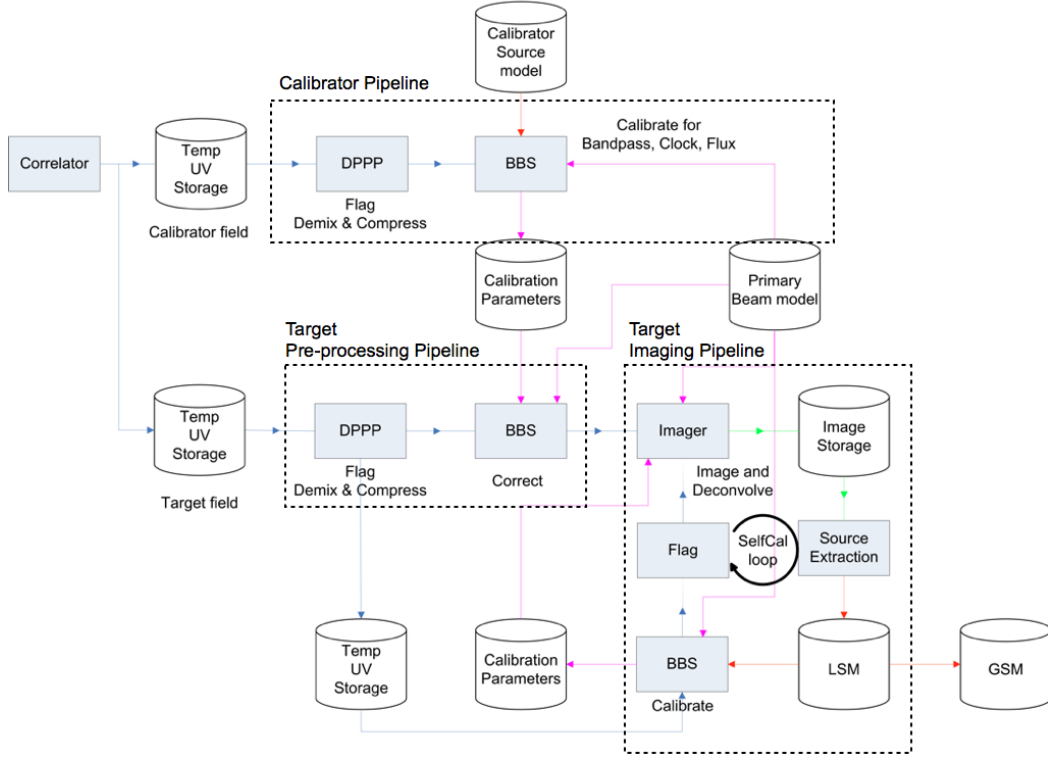 Calibrator
Source
model
Calibrator Pipeline
Correlator
Temp
UV
Storage
Calibrator field
DPPP
Flag
Demix & Compress
BBS
Calibrate for
Bandpass, Clock, Flux
Calibration
Parameters
Primary
Beam model
Target
Pre-processing Pipeline
Target
Imaging Pipeline
Temp
UV
Storage
Target field
DPPP
Flag
Demix & Compress
BBS
Correct
Imager
Image and
Deconvolve
Image
Storage
Flag
SelfCal
loop
Source
Extraction
Temp
UV
Storage
Calibration
Parameters
BBS
Calibrate
LSM
GSM